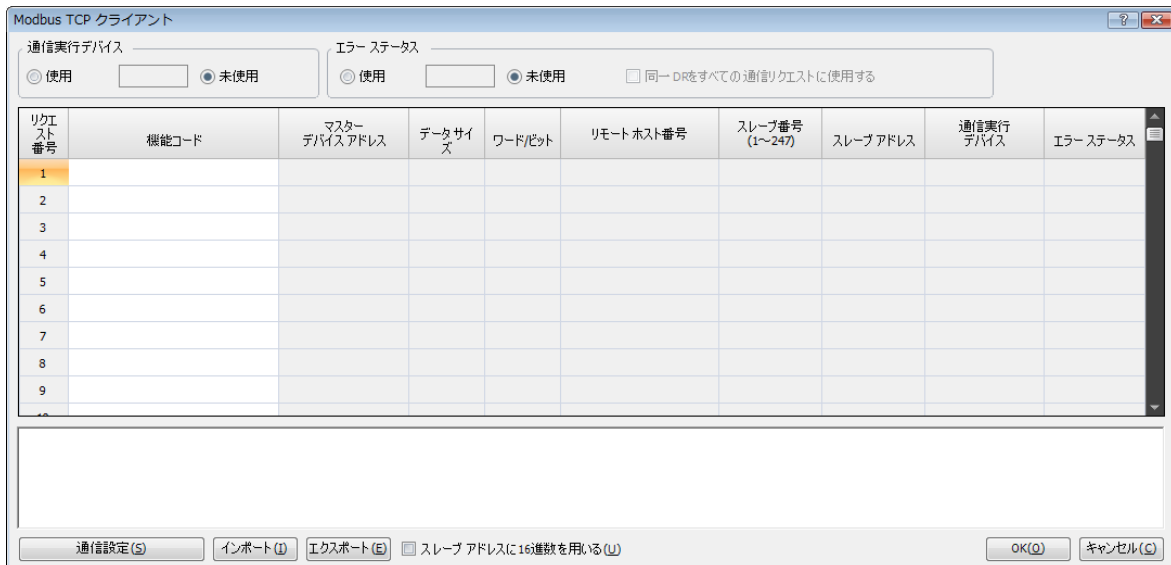 Modbus TCP クライアント
通信実行デバイス
エラー ステータス
使用
未使用
使用
未使用
同一 DRをすべての通信リクエストに使用する
リクエ
スト
番号
機能コード
マスター
デバイス アドレス
データ サイ
ズ
ワード/ビット
リモート ホスト番号
スレーブ番号
(1～247)
スレーブ アドレス
通信実行
デバイス
エラー ステータス
1
2
3
4
5
6
7
8
9
通信設定(S)
インポート(I)
エクスポート(E)
スレーブ アドレスに16進数を用いる(U)
OK(O)
キャンセル(C)